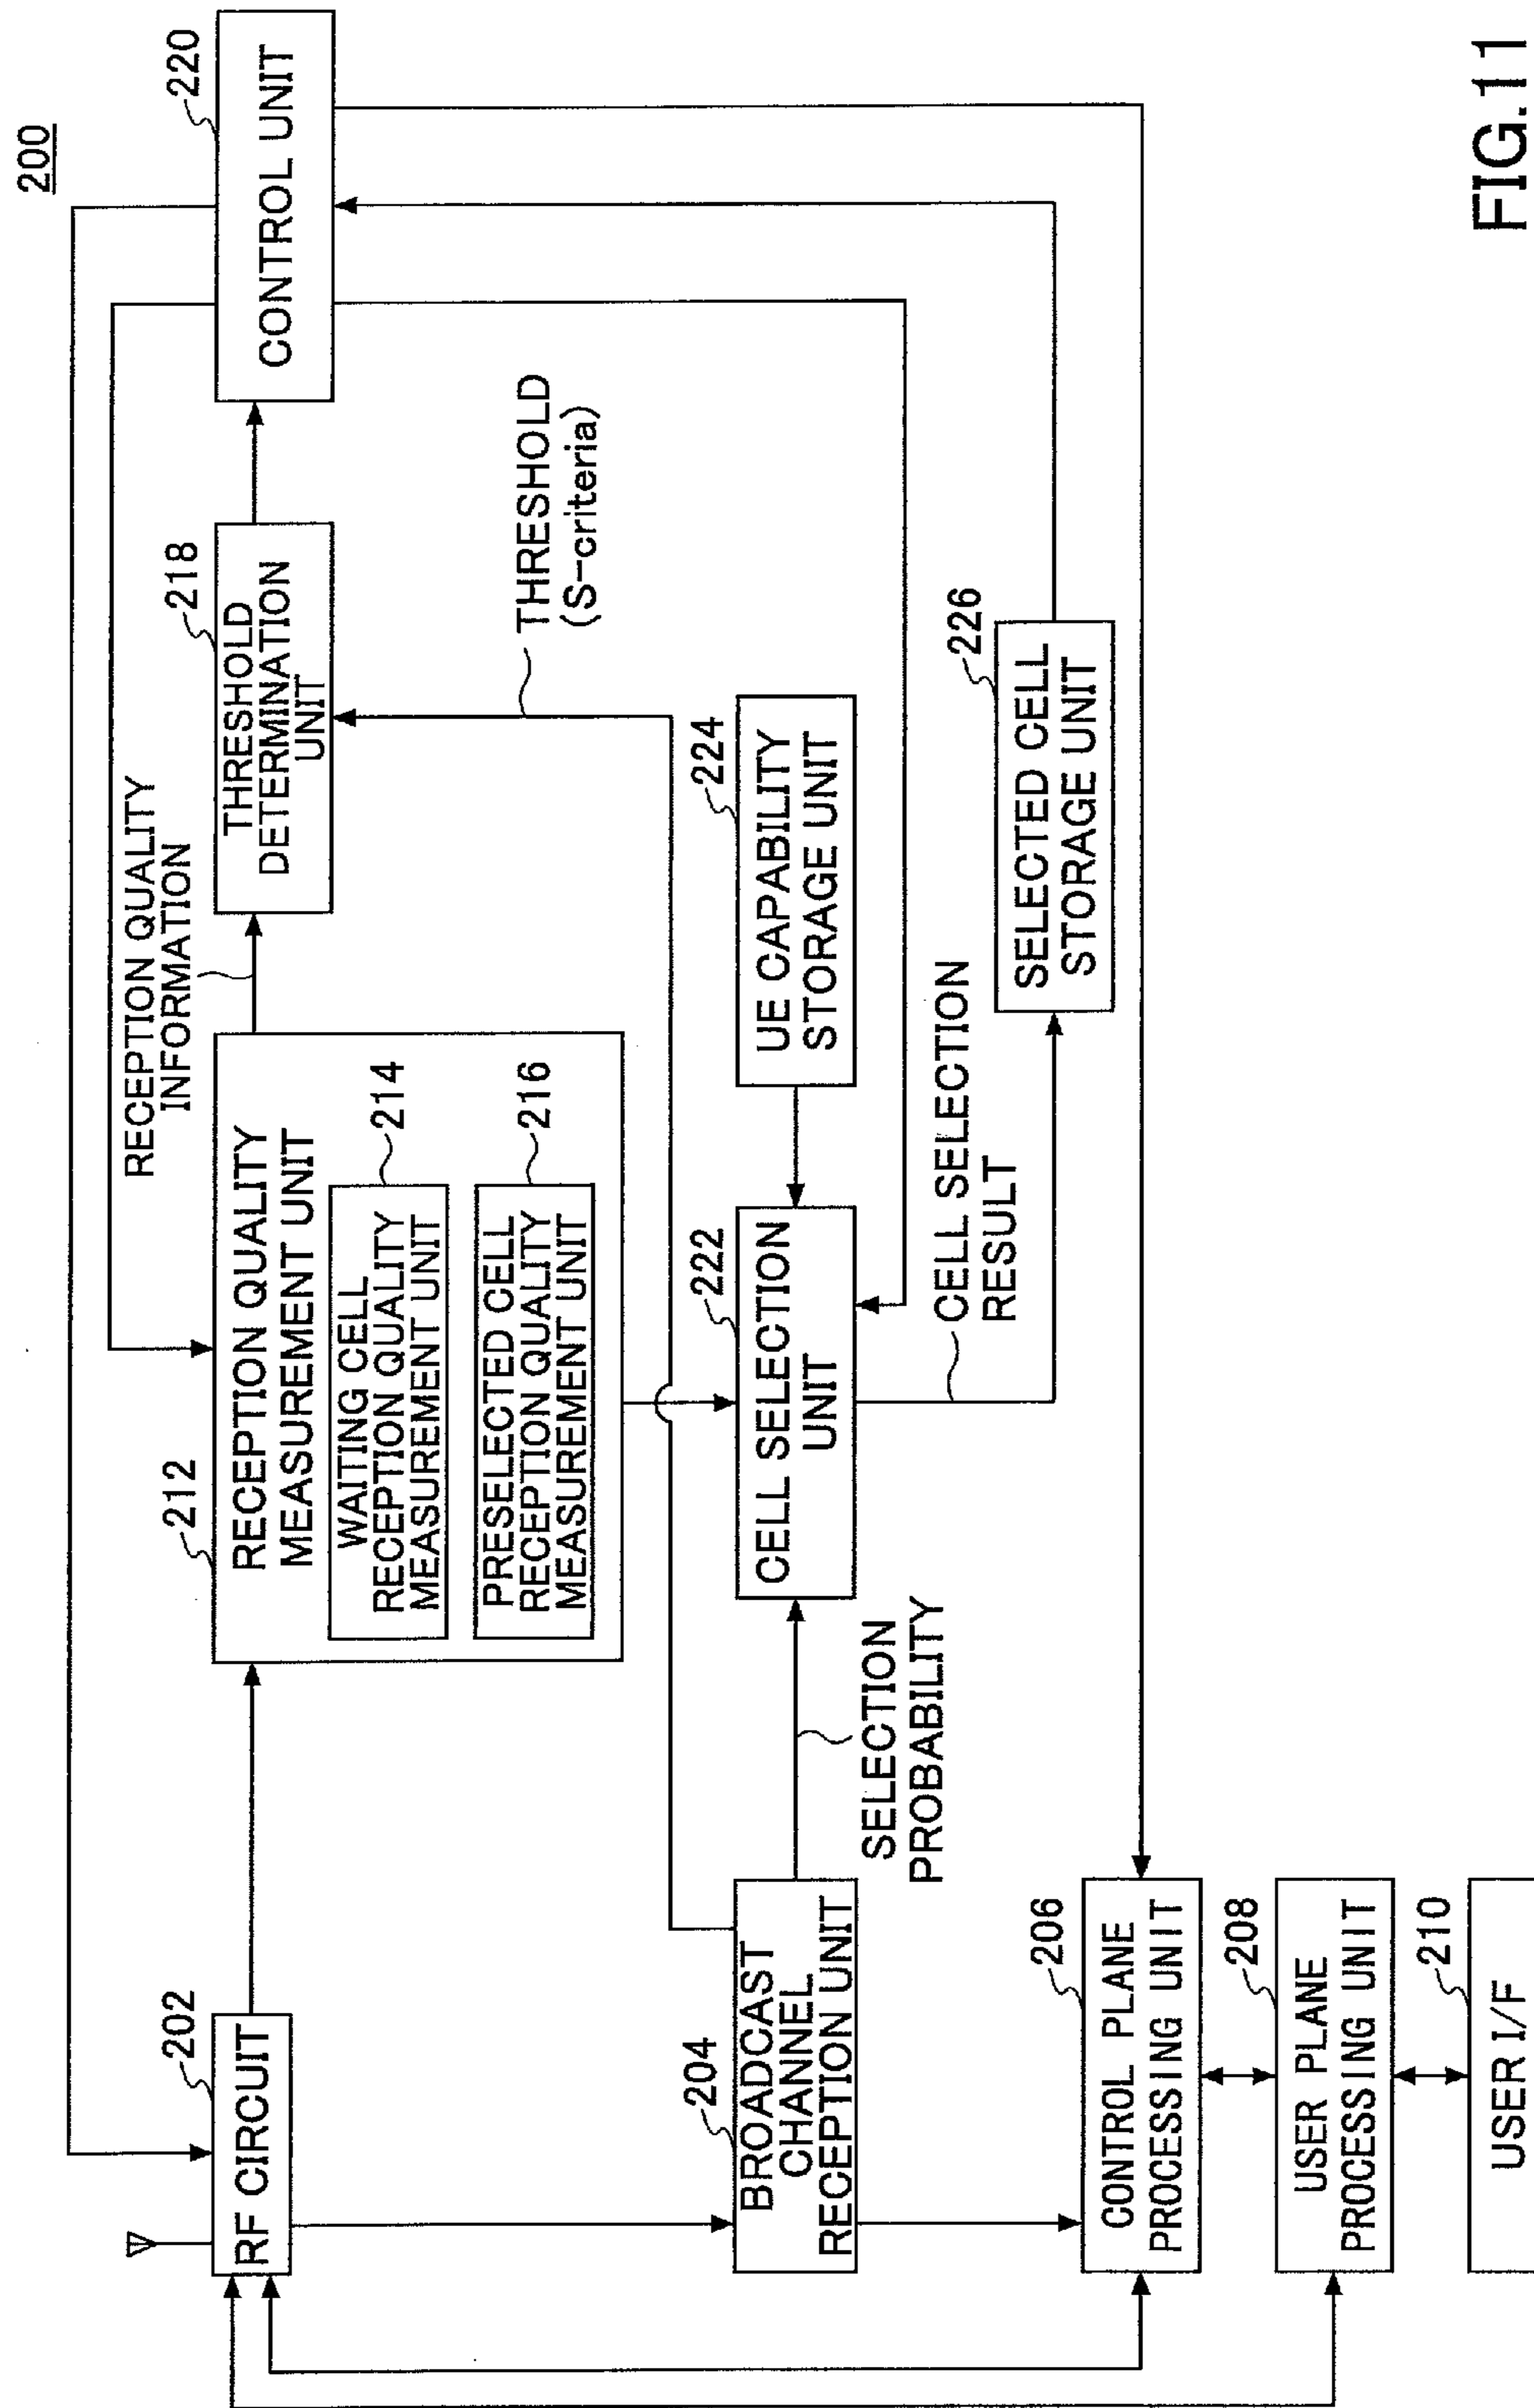 200
202
RF CIRCUIT
212
RECEPTION QUALITY
MEASUREMENT UNIT
214
WAITING CELL
RECEPTION QUALITY
MEASUREMENT UNIT
216
PRESELECTED CELL
RECEPTION QUALITY
MEASUREMENT UNIT
RECEPTION QUALITY
INFORMATION
218
THRESHOLD
DETERMINATION
UNIT
220
CONTROL UNIT
THRESHOLD
(S-criteria)
204
BROADCAST
CHANNEL
RECEPTION UNIT
SELECTION
PROBABILITY
222
CELL SELECTION
UNIT
224
UE CAPABILITY
STORAGE UNIT
CELL SELECTION
RESULT
226
SELECTED CELL
STORAGE UNIT
206
CONTROL PLANE
PROCESSING UNIT
208
USER PLANE
PROCESSING UNIT
210
USER I/F
FIG.11